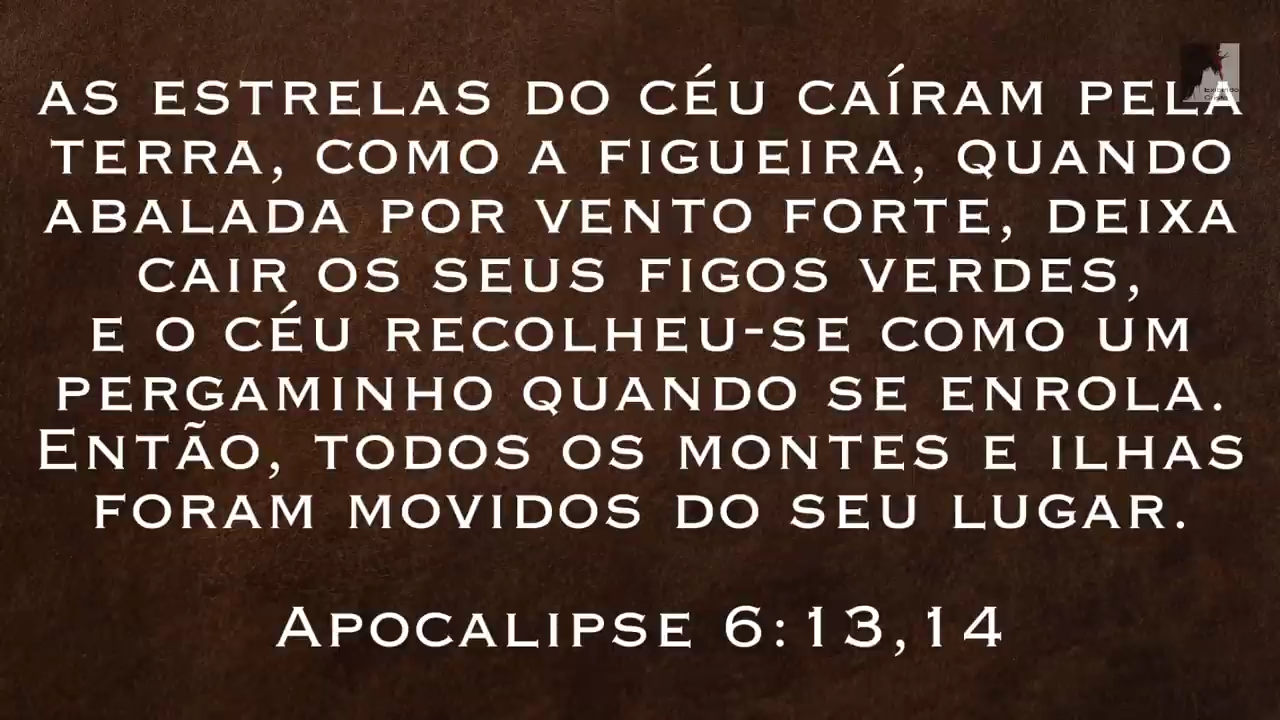 AS ESTRELAS DO CÉU CAÍRAM PELA
TERRA, COMO A FIGUEIRA, QUANDO
ABALADA POR VENTO FORTE, DEIXA
CAIR OS SEUS FIGOS VERDES,
E O CÉU RECOLHEU-SE COMO UM
PERGAMINHO QUANDO SE ENROLA.
ENTÃO, TODOS OS MONTES E ILHAS
FORAM MOVIDOS DO SEU LUGAR.
APOCALIPSE 6:13,14